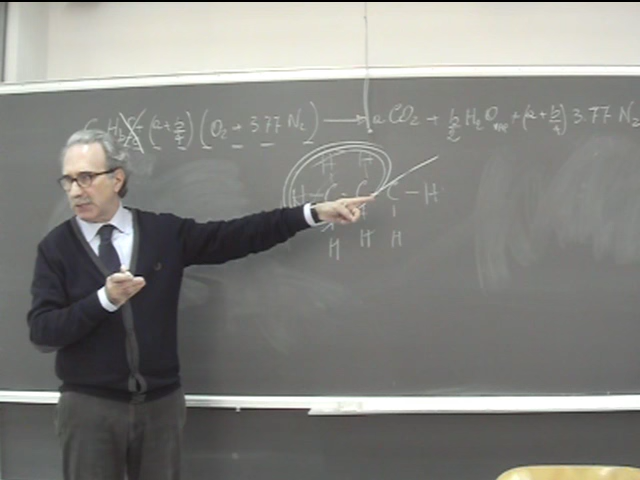 (a+b/4) (O2 + 3.77 N2) → a CO2 + b/2 H2O + (a+b/4) 3.77 N2
H H
H - C - C - C - H
H H H